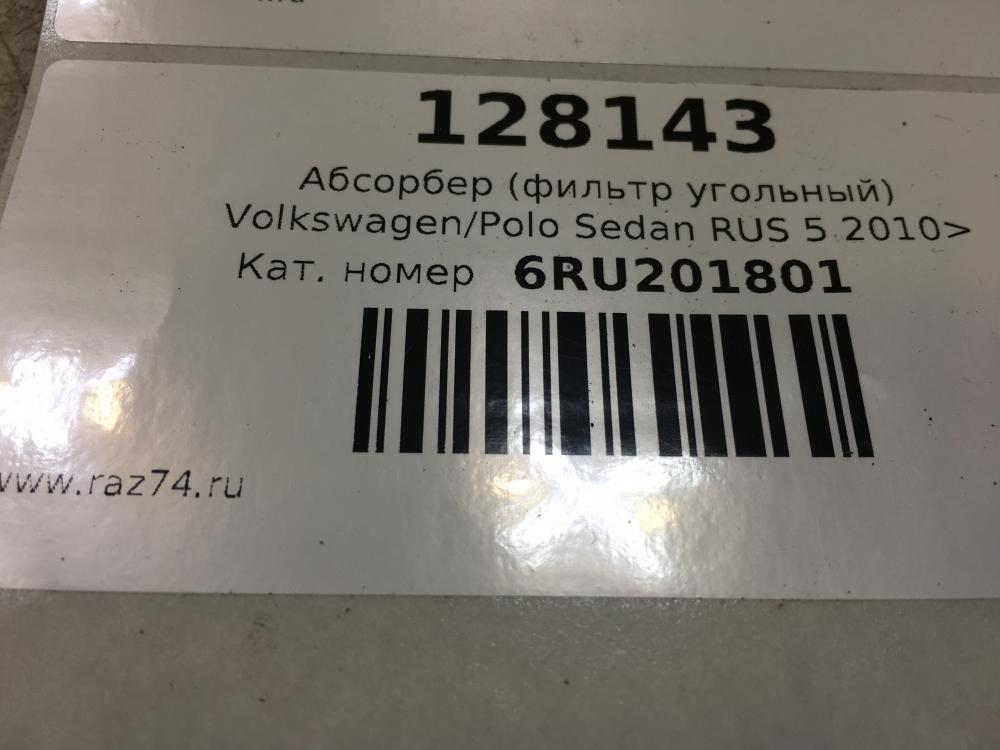 128143
Абсорбер (фильтр угольный)
Volkswagen/Polo Sedan RUS 5 2010>
Кат. номер 6RU201801
www.raz74.ru